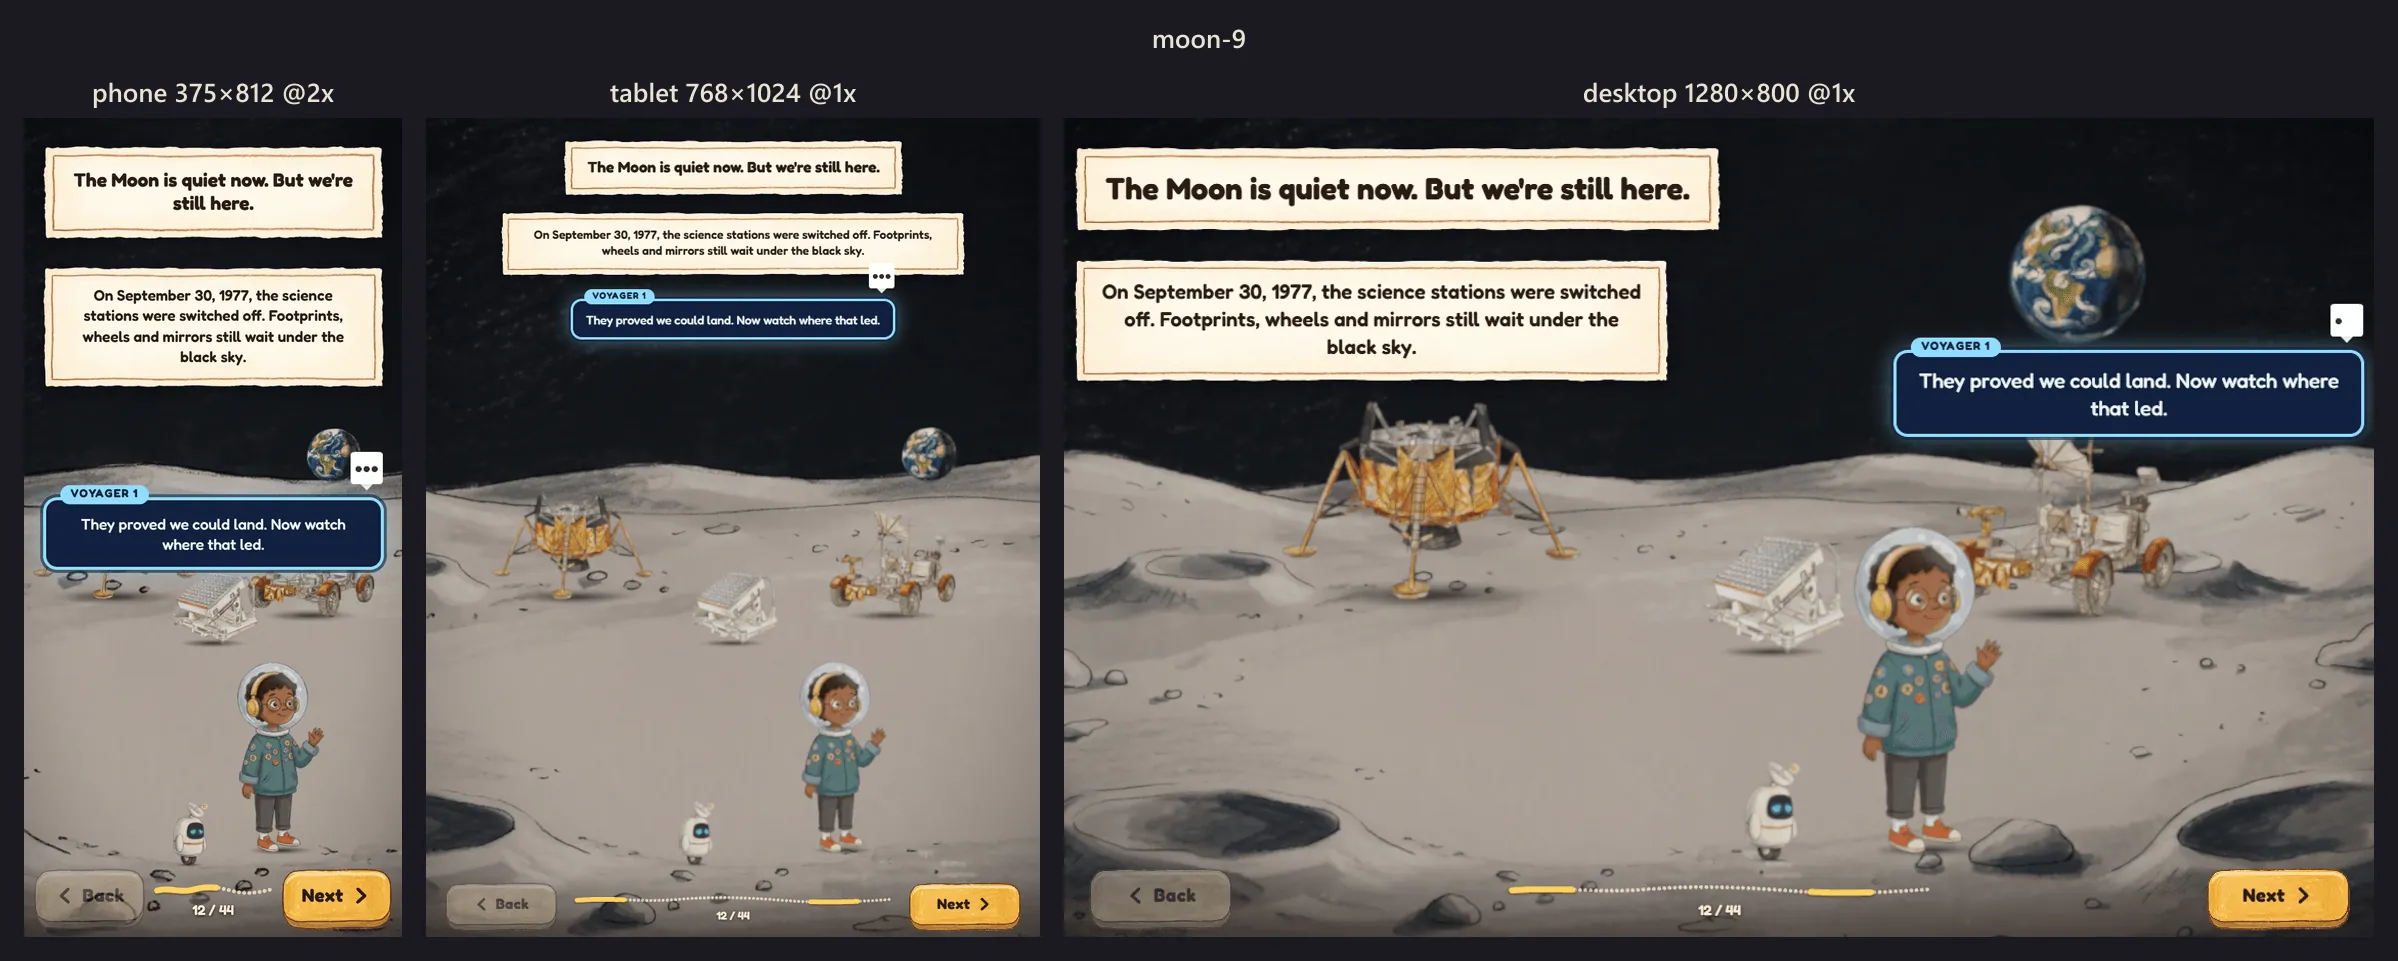 moon-9
phone 375×812 @2x
The Moon is quiet now. But we're
still here.
On September 30, 1977, the science
stations were switched off. Footprints,
wheels and mirrors still wait under the
black sky.
VOYAGER 1
They proved we could land. Now watch
where that led.
Back
12 / 44
Next
tablet 768×1024 @1x
The Moon is quiet now. But we're still here.
On September 30, 1977, the science stations were switched off. Footprints,
wheels and mirrors still wait under the black sky.
VOYAGER 1
They proved we could land. Now watch where that led.
Back
12 / 44
Next
desktop 1280×800 @1x
The Moon is quiet now. But we're still here.
On September 30, 1977, the science stations were switched
off. Footprints, wheels and mirrors still wait under the
black sky.
VOYAGER 1
They proved we could land. Now watch where
that led.
Back
12 / 44
Next